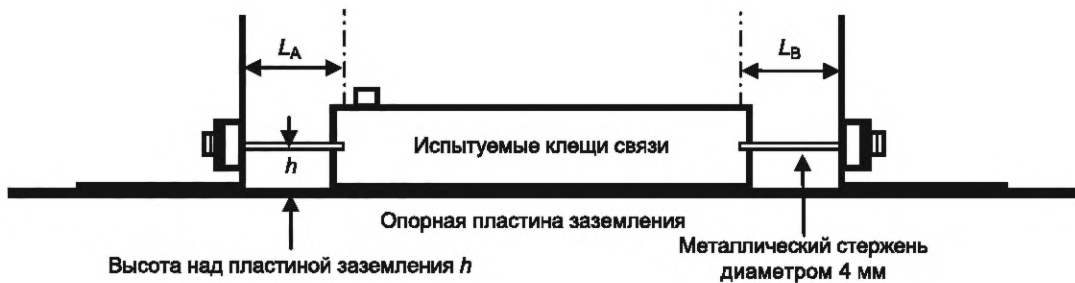 L_A
L_B
Испытуемые клещи связи
h
Опорная пластина заземления
Металлический стержень
диаметром 4 мм
Высота над пластиной заземления h